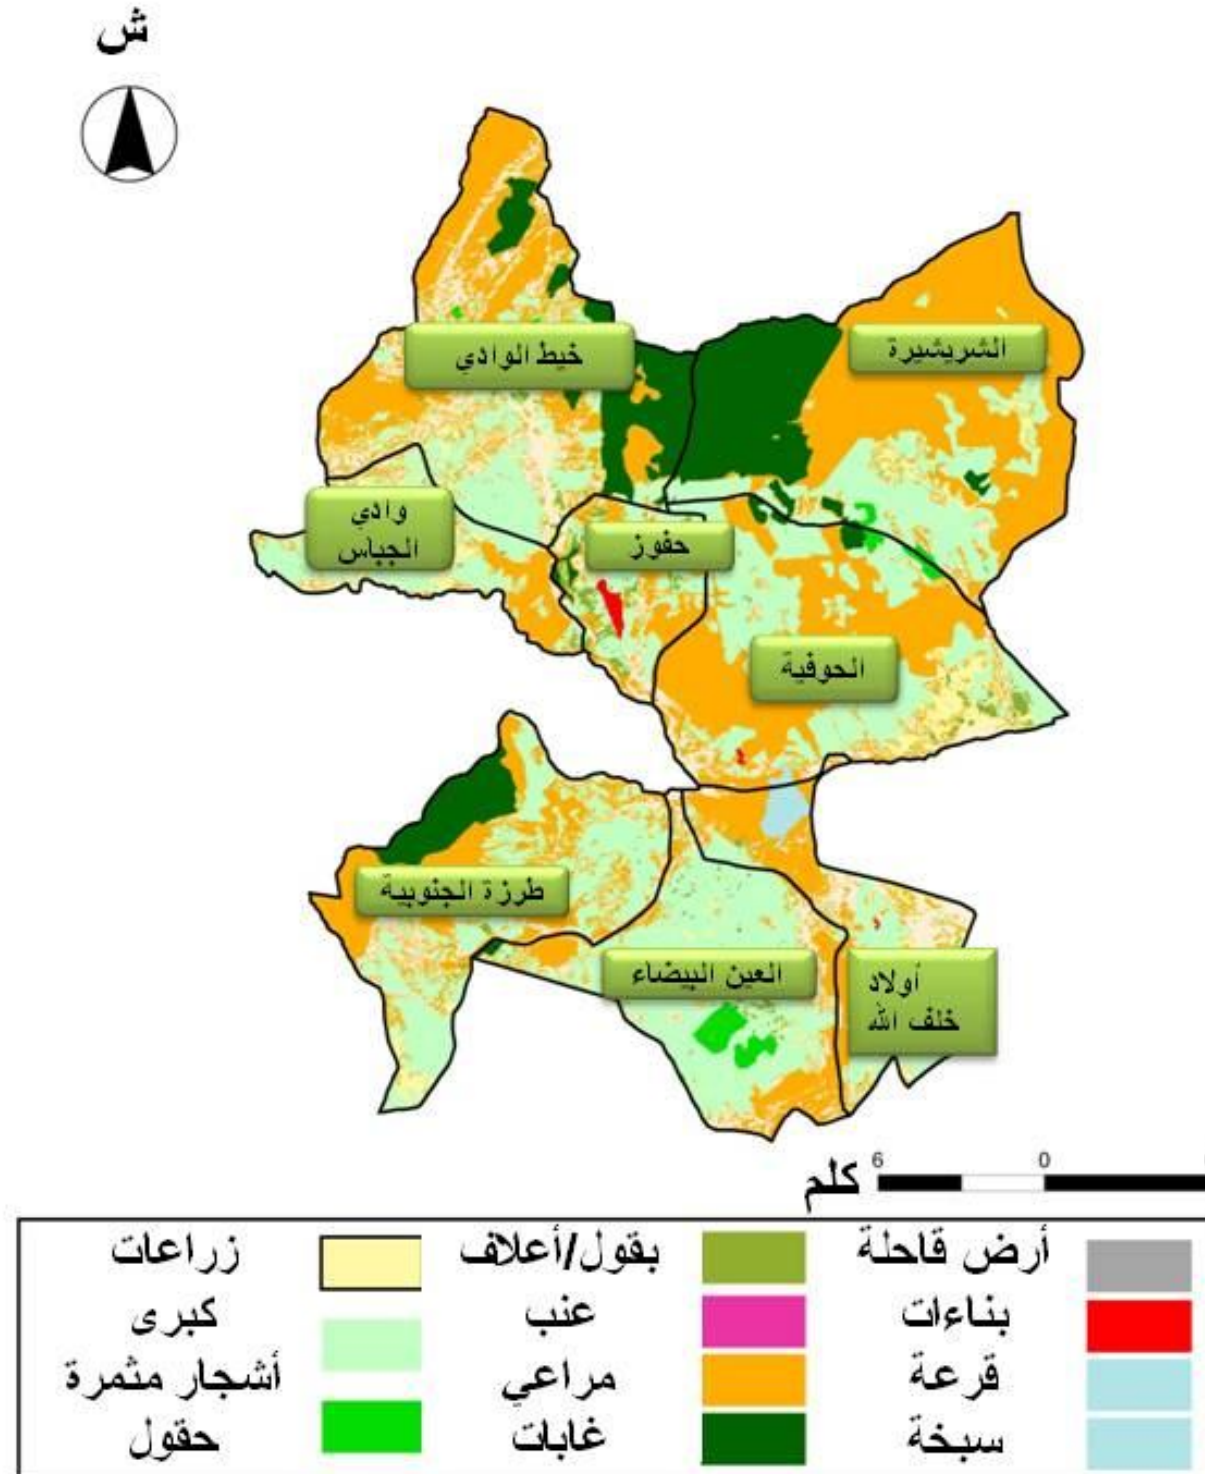 ش
خيط الوادي
الشريشيرة
وادي
الجباس
حفوز
الحوفية
طرزة الجنوبية
العين البيضاء
أولاد
خلف الله
كلم 6 0
أرض قاحلة
بناءات
قرعة
سبخة
بقول/أعلاف
عنب
مراعي
غابات
زراعات
كبرى
أشجار مثمرة
حقول